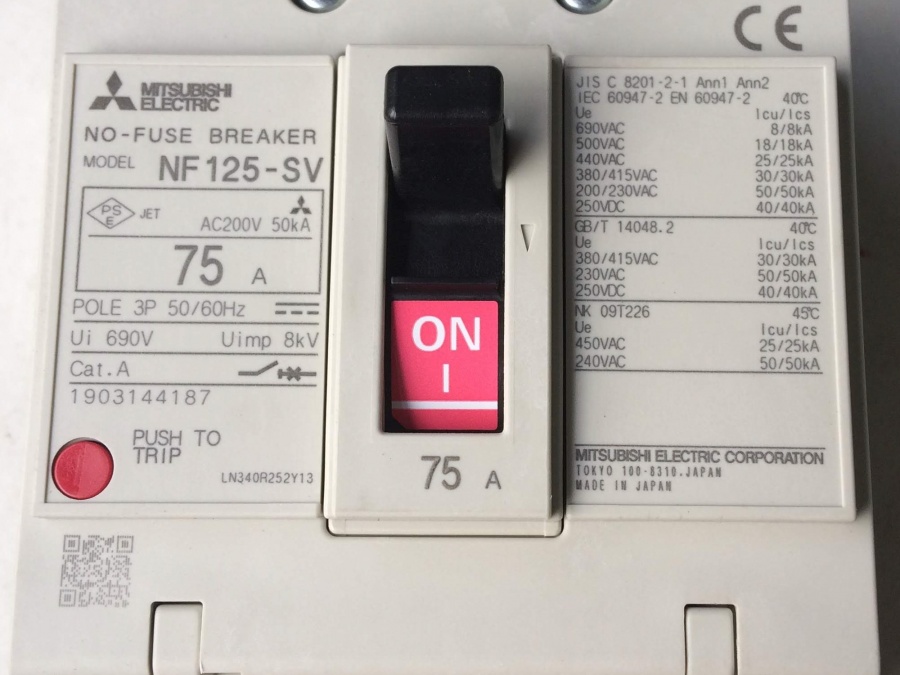 CE
MITSUBISHI
ELECTRIC
NO-FUSE BREAKER
MODEL NF125-SV
PS
E
JET
AC200V 50kA
75 A
POLE 3P 50/60Hz
Ui 690V Uimp 8kV
Cat.A
1903144187
PUSH TO
TRIP
LN340R252Y13
ON
I
75 A
JIS C 8201-2-1 Ann1 Ann2
IEC 60947-2 EN 60947-2 40℃
Ue Icu/Ics
690VAC 8/8kA
500VAC 18/18kA
440VAC 25/25kA
380/415VAC 30/30kA
200/230VAC 50/50kA
250VDC 40/40kA
GB/T 14048.2 40℃
Ue Icu/Ics
380/415VAC 30/30kA
230VAC 50/50kA
250VDC 40/40kA
NK 09T226 45℃
Ue Icu/Ics
450VAC 25/25kA
240VAC 50/50kA
MITSUBISHI ELECTRIC CORPORATION
TOKYO 100-8310.JAPAN
MADE IN JAPAN